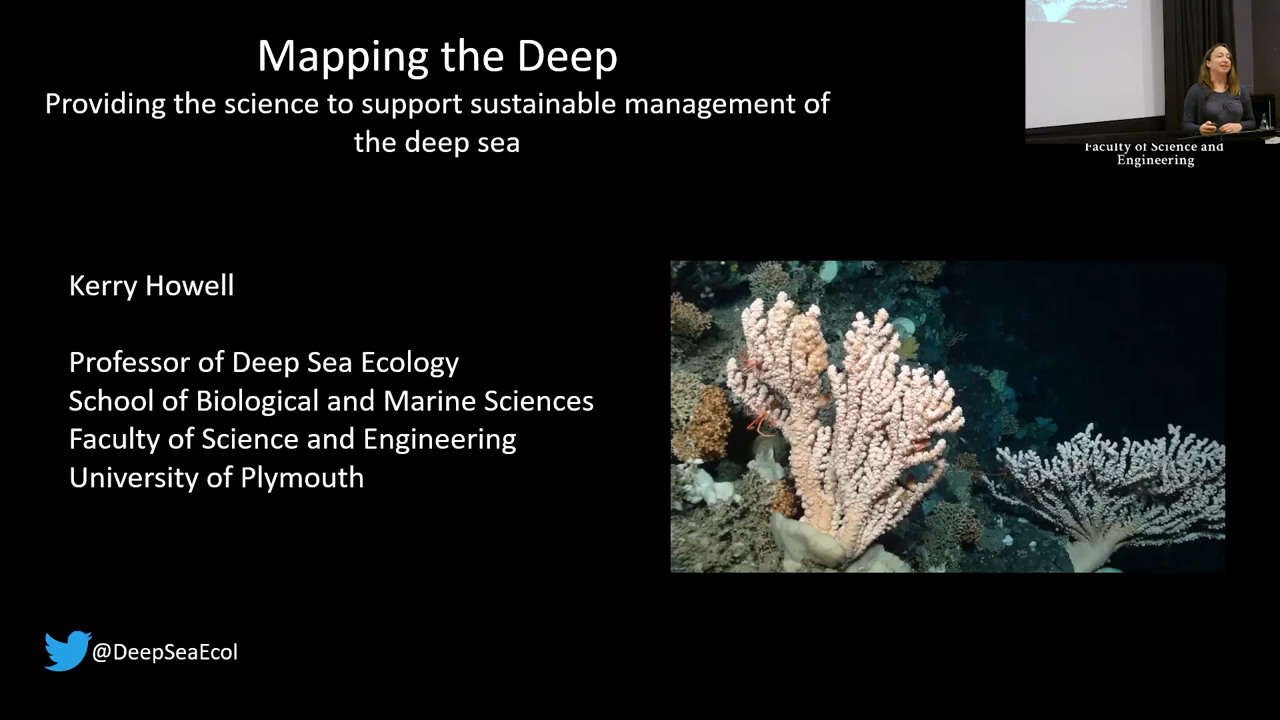 Mapping the Deep
Providing the science to support sustainable management of
the deep sea
Faculty of Science and
Engineering
Kerry Howell
Professor of Deep Sea Ecology
School of Biological and Marine Sciences
Faculty of Science and Engineering
University of Plymouth
@DeepSeaEcol